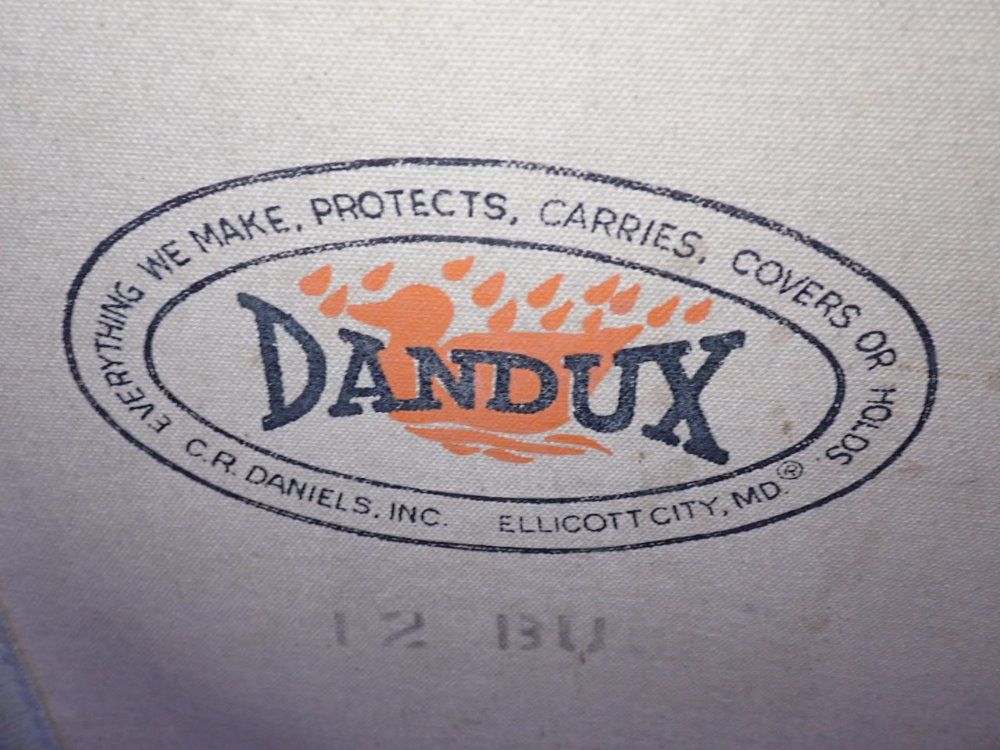 EVERYTHING WE MAKE, PROTECTS, CARRIES, COVERS OR HOLDS.
DANDUX
C.R. DANIELS, INC. ELLICOTT CITY, MD.®
12 BU